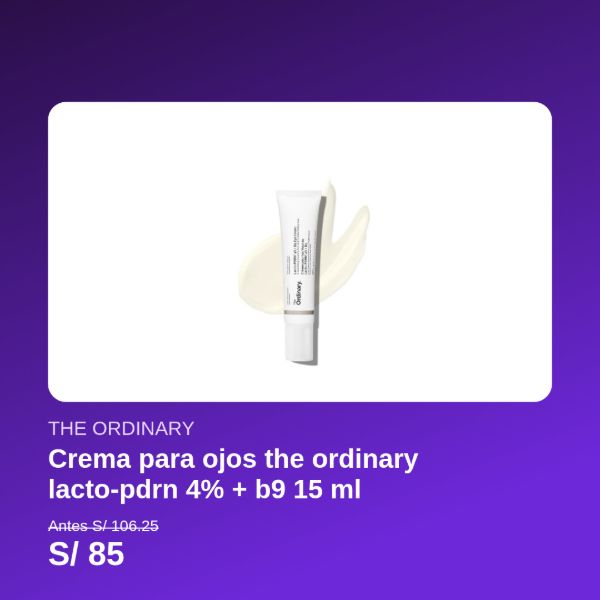 The
Ordinary.
THE ORDINARY
Crema para ojos the ordinary
lacto-pdrn 4% + b9 15 ml
Antes S/ 106.25
S/ 85